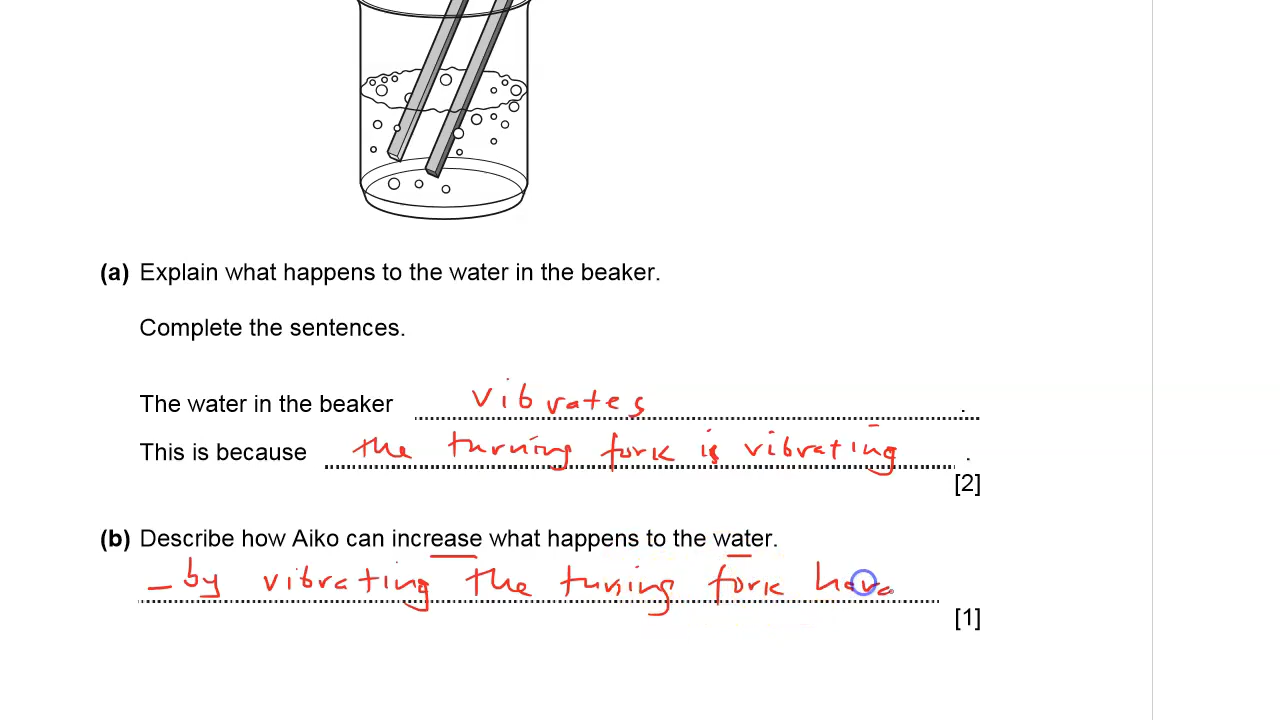 (a) Explain what happens to the water in the beaker.
Complete the sentences.
The water in the beaker vibrates .
This is because the turning fork is vibrating .
[2]
(b) Describe how Aiko can increase what happens to the water.
– by vibrating the tuning fork
[1]